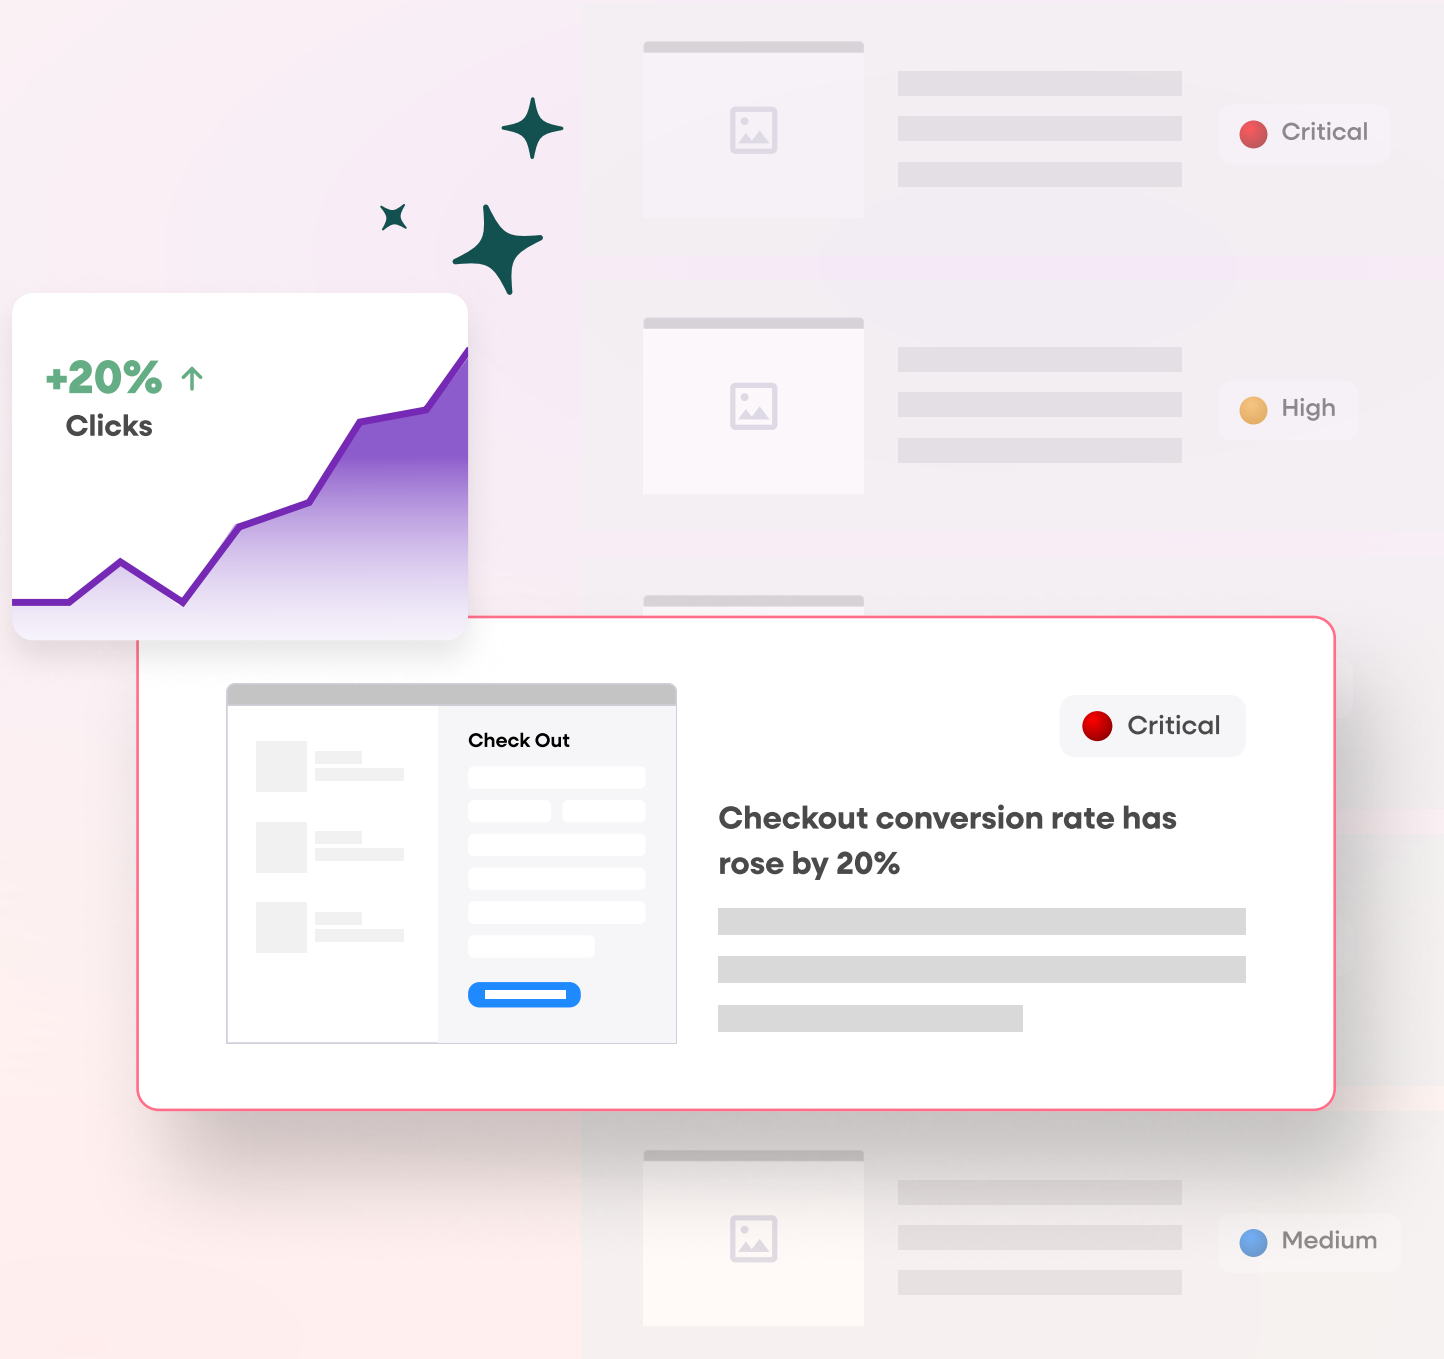 Critical
High
+20%
Clicks
Check Out
Critical
Checkout conversion rate has
rose by 20%
Medium